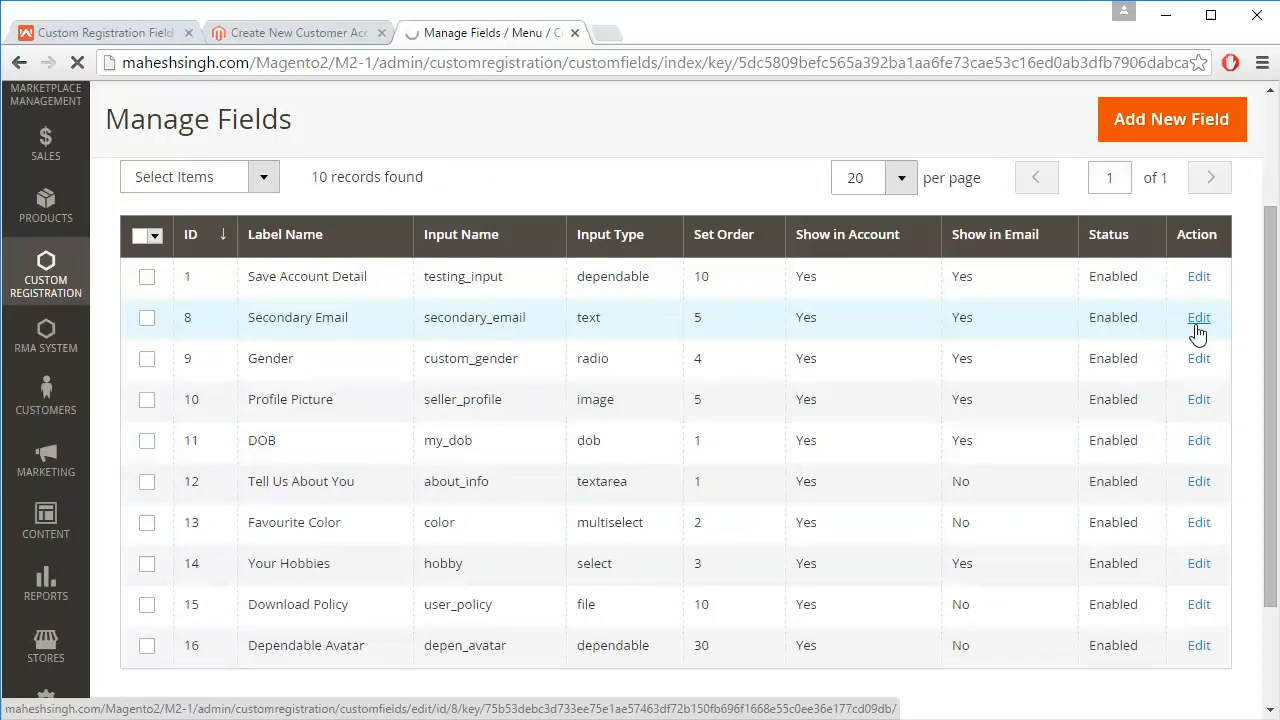 Custom Registration Field
Create New Customer Acc
Manage Fields / Menu / C
maheshsingh.com/Magento2/M2-1/admin/customregistration/customfields/index/key/5dc5809befc565a392ba1aa6fe73cae53c16ed0ab3dfb7906dabca
MARKETPLACE
MANAGEMENT
SALES
PRODUCTS
CUSTOM
REGISTRATION
RMA SYSTEM
CUSTOMERS
MARKETING
CONTENT
REPORTS
STORES
Manage Fields
Add New Field
Select Items 10 records found 20 per page 1 of 1
ID ↓ Label Name Input Name Input Type Set Order Show in Account Show in Email Status Action
1 Save Account Detail testing_input dependable 10 Yes Yes Enabled Edit
8 Secondary Email secondary_email text 5 Yes Yes Enabled Edit
9 Gender custom_gender radio 4 Yes Yes Enabled Edit
10 Profile Picture seller_profile image 5 Yes Yes Enabled Edit
11 DOB my_dob dob 1 Yes Yes Enabled Edit
12 Tell Us About You about_info textarea 1 Yes No Enabled Edit
13 Favourite Color color multiselect 2 Yes No Enabled Edit
14 Your Hobbies hobby select 3 Yes Yes Enabled Edit
15 Download Policy user_policy file 10 Yes No Enabled Edit
16 Dependable Avatar depen_avatar dependable 30 Yes No Enabled Edit
maheshsingh.com/Magento2/M2-1/admin/customregistration/customfields/edit/id/8/key/75b53debc3d733ee75e1ae57463df72b150fb696f1668e55c0ee36e177cd09db/